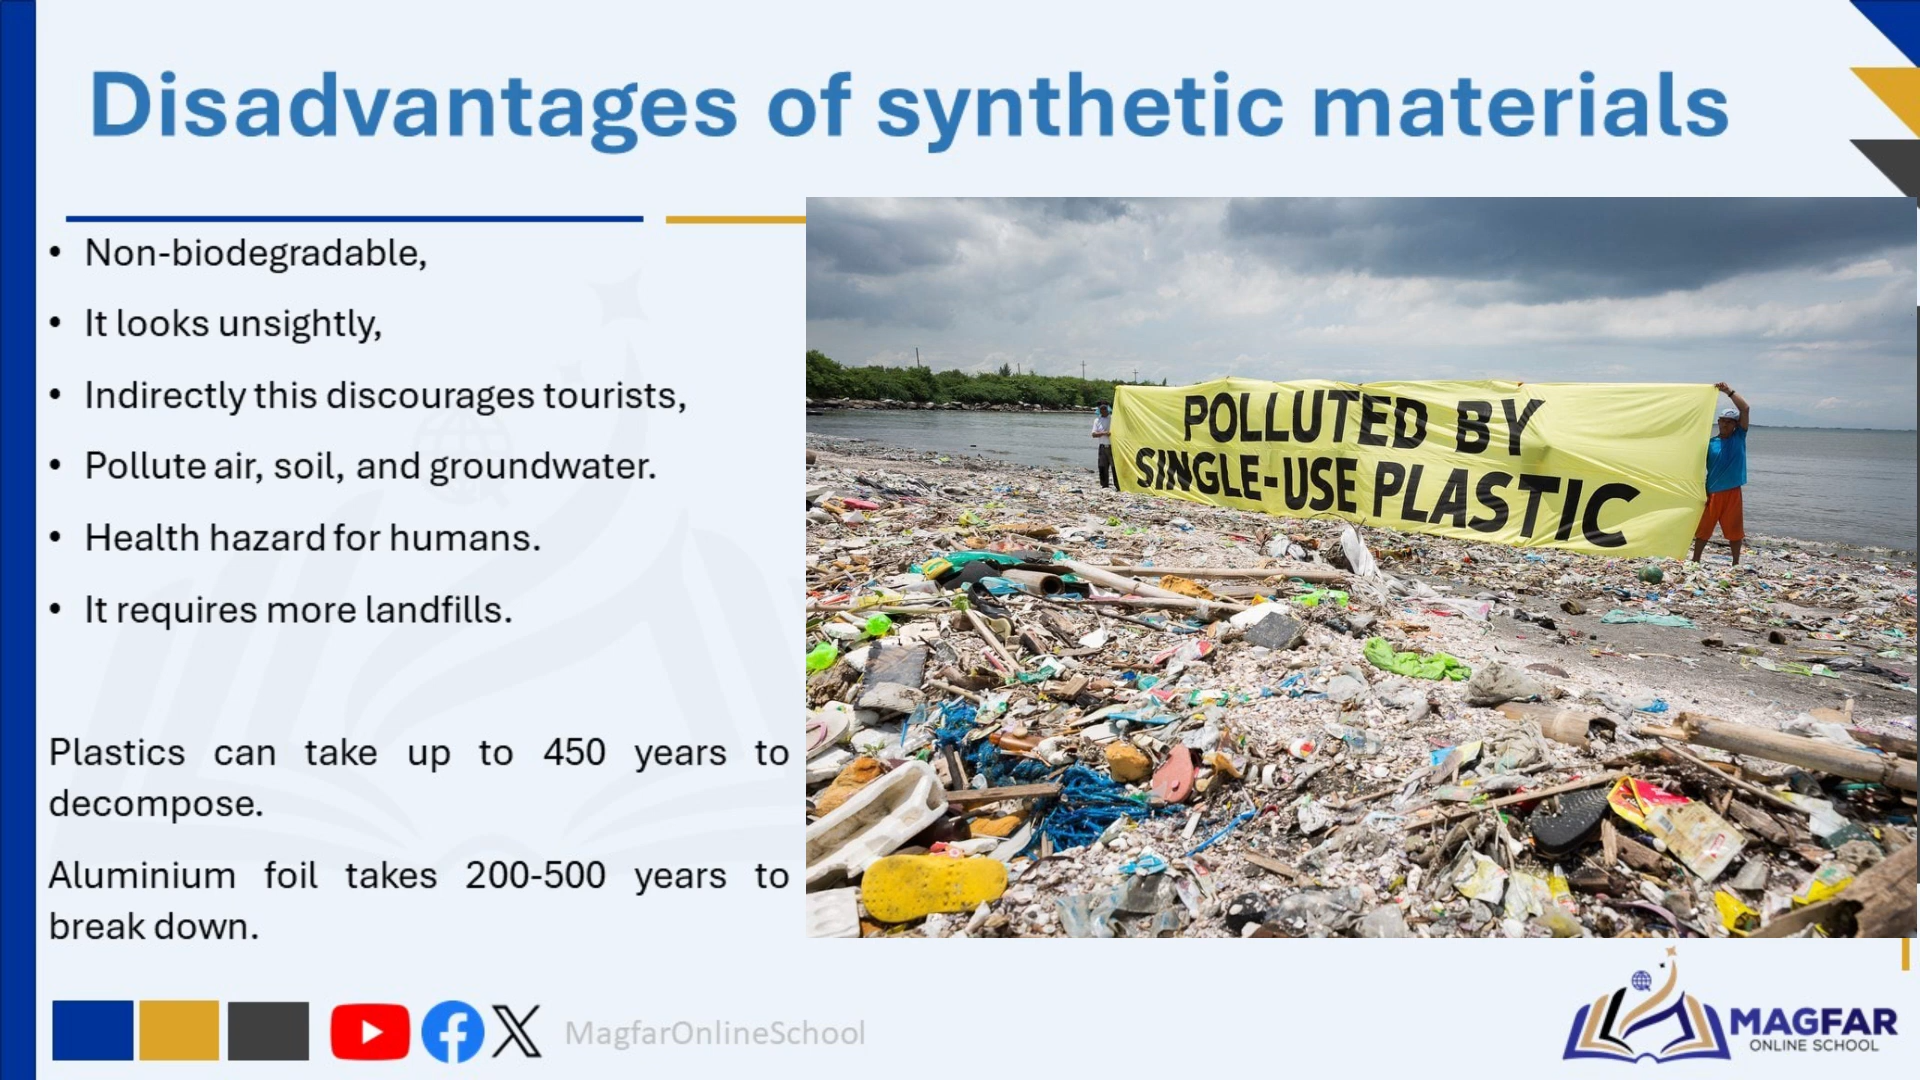 Disadvantages of synthetic materials
• Non-biodegradable,
• It looks unsightly,
• Indirectly this discourages tourists,
• Pollute air, soil, and groundwater.
• Health hazard for humans.
• It requires more landfills.
Plastics can take up to 450 years to
decompose.
Aluminium foil takes 200-500 years to
break down.
POLLUTED BY
SINGLE-USE PLASTIC
MagfarOnlineSchool
MAGFAR
ONLINE SCHOOL